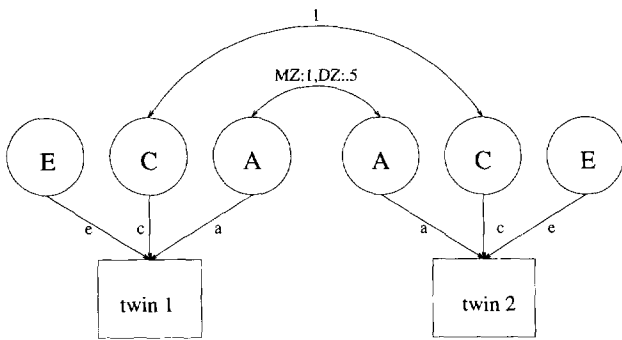 1
MZ:1,DZ:.5
E C A A C E
e c a a c e
twin 1 twin 2